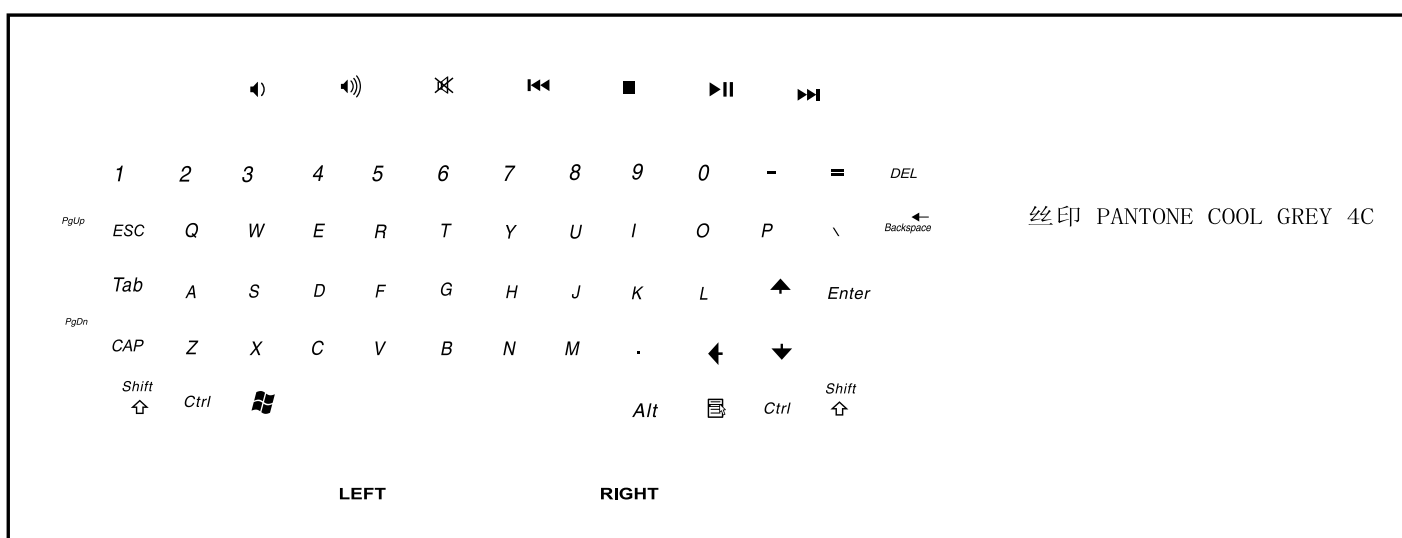 1 2 3 4 5 6 7 8 9 0 - = DEL
PgUp ESC Q W E R T Y U I O P \ Backspace
丝印 PANTONE COOL GREY 4C
Tab A S D F G H J K L Enter
PgDn
CAP Z X C V B N M .
Shift Ctrl Alt Ctrl Shift
LEFT RIGHT